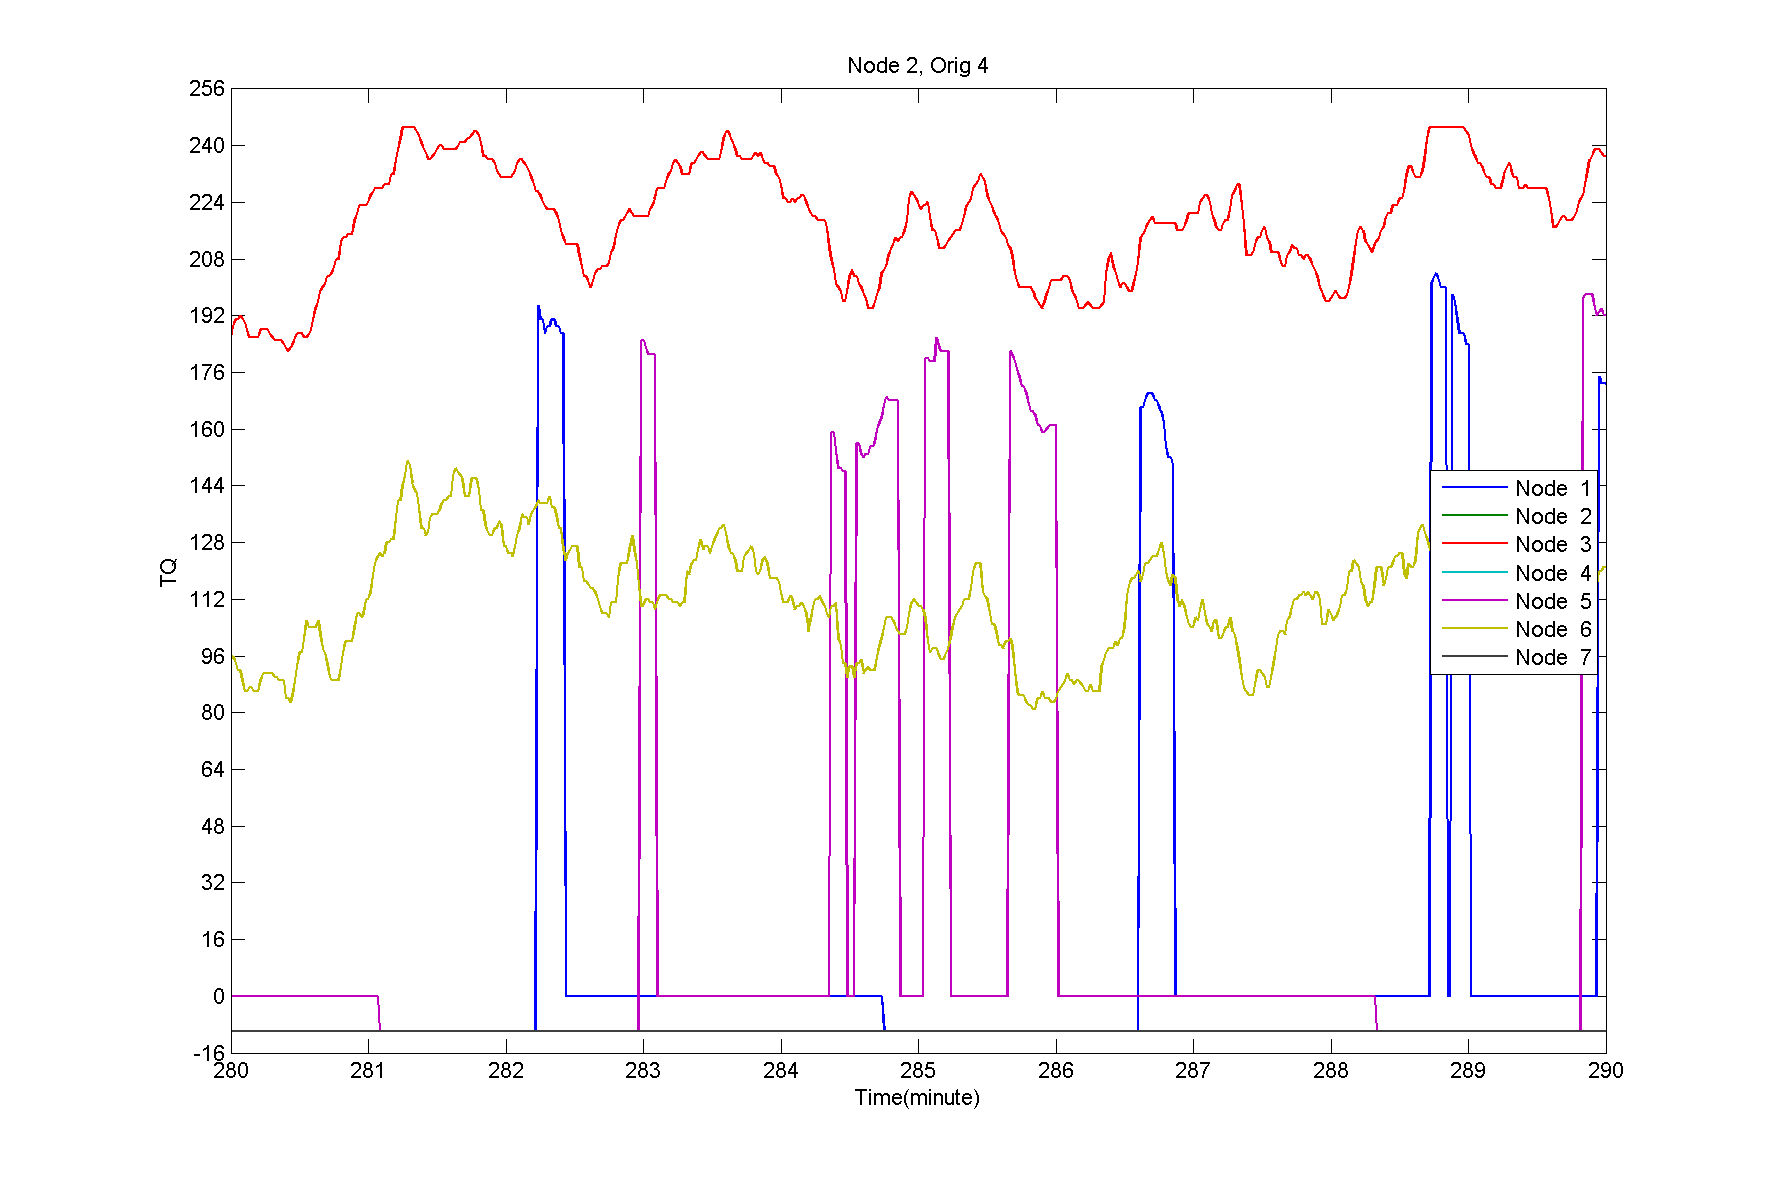 Node 2, Orig 4
256
240
224
208
192
176
160
144
128
112
96
80
64
48
32
16
0
-16
TQ
280 281 282 283 284 285 286 287 288 289 290
Time(minute)
Node 1
Node 2
Node 3
Node 4
Node 5
Node 6
Node 7